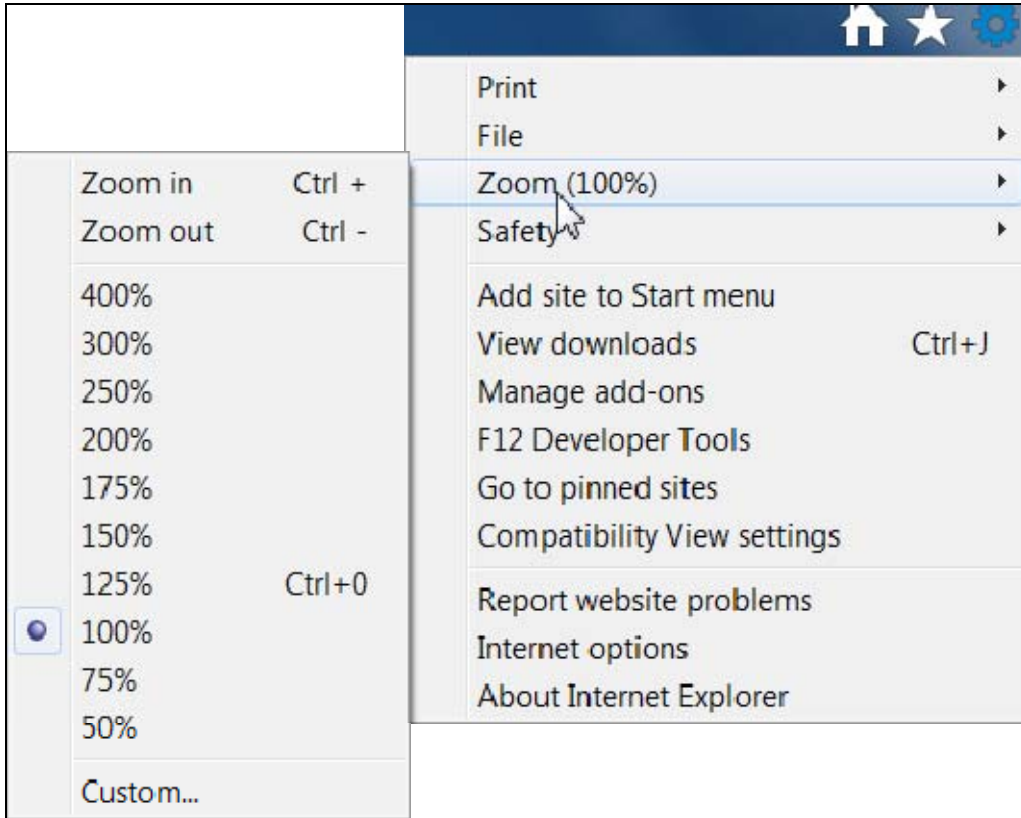 Print
File
Zoom (100%)
Safety
Add site to Start menu
View downloads Ctrl+J
Manage add-ons
F12 Developer Tools
Go to pinned sites
Compatibility View settings
Report website problems
Internet options
About Internet Explorer
Zoom in Ctrl +
Zoom out Ctrl -
400%
300%
250%
200%
175%
150%
125% Ctrl+0
100%
75%
50%
Custom...